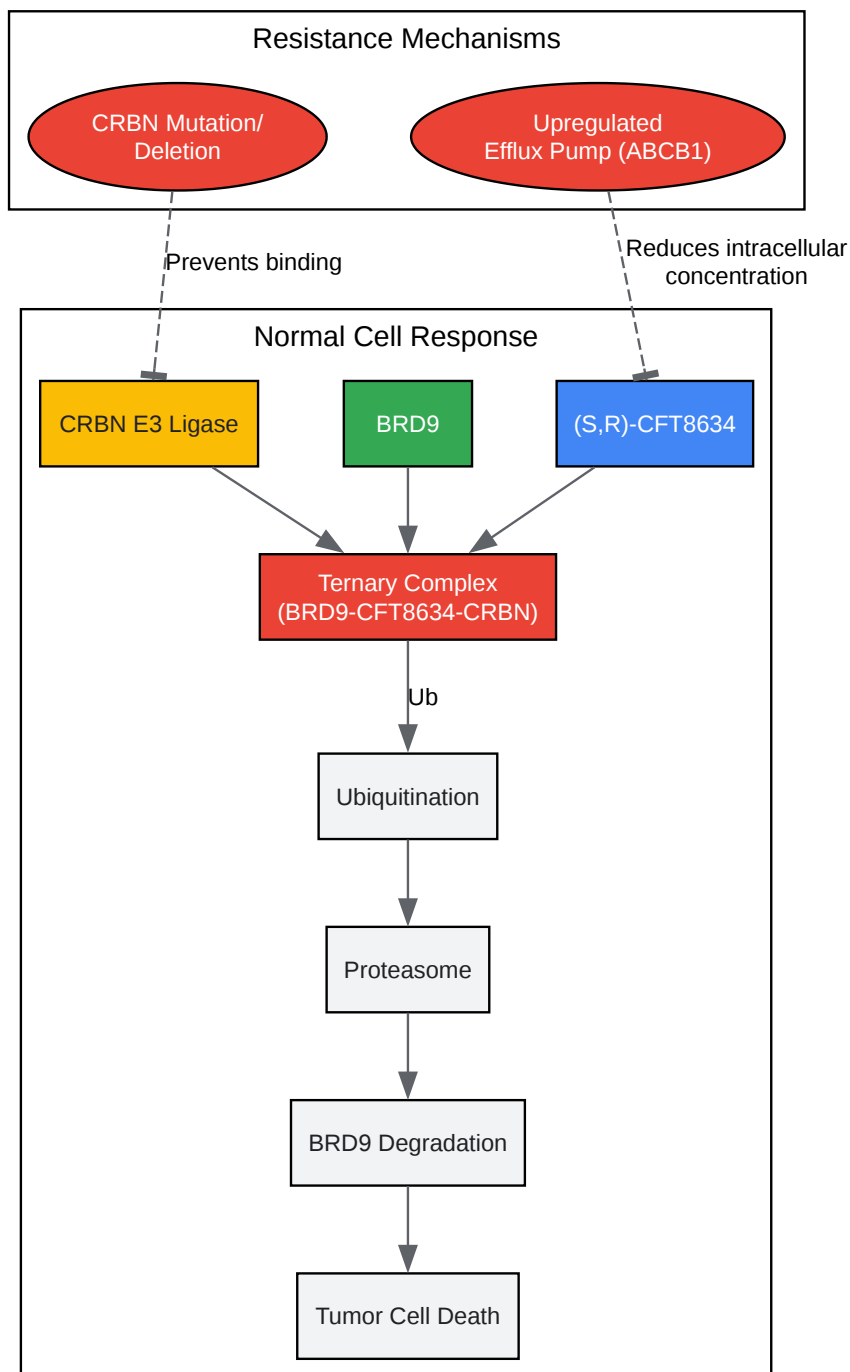 Resistance Mechanisms
CRBN Mutation/
Deletion
Upregulated
Efflux Pump (ABCB1)
Prevents binding
Reduces intracellular
concentration
Normal Cell Response
CRBN E3 Ligase
BRD9
(S,R)-CFT8634
Ternary Complex
(BRD9-CFT8634-CRBN)
Ub
Ubiquitination
Proteasome
BRD9 Degradation
Tumor Cell Death